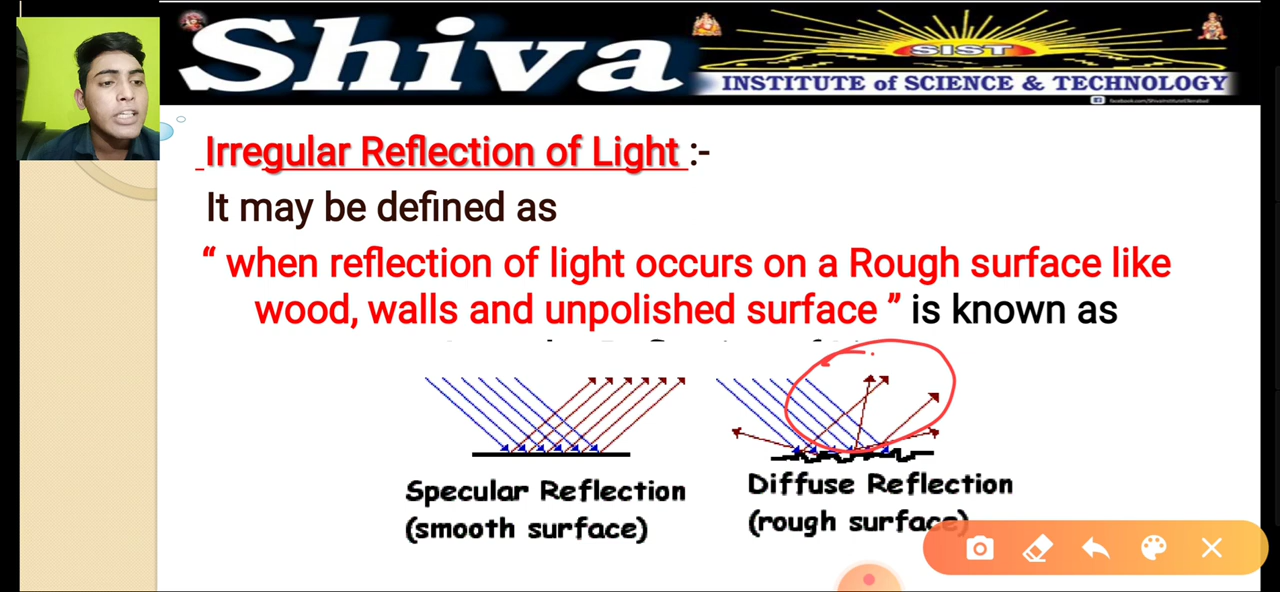 Shiva
SIST
INSTITUTE of SCIENCE & TECHNOLOGY
Irregular Reflection of Light :-
It may be defined as
“ when reflection of light occurs on a Rough surface like
wood, walls and unpolished surface ” is known as
Specular Reflection
(smooth surface)
Diffuse Reflection
(rough surface)